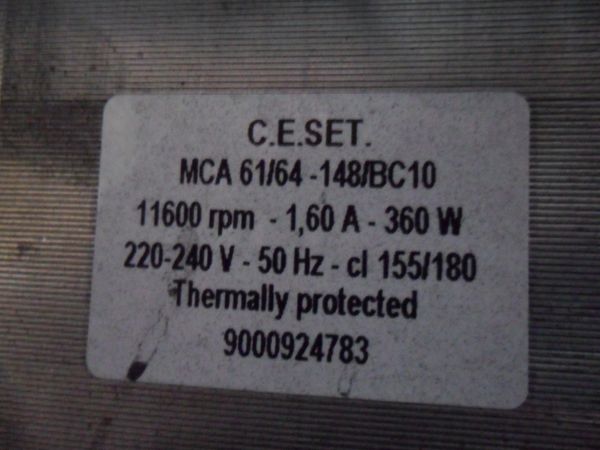 C.E.SET.
MCA 61/64 -148/BC10
11600 rpm - 1,60 A - 360 W
220-240 V - 50 Hz - cl 155/180
Thermally protected
9000924783